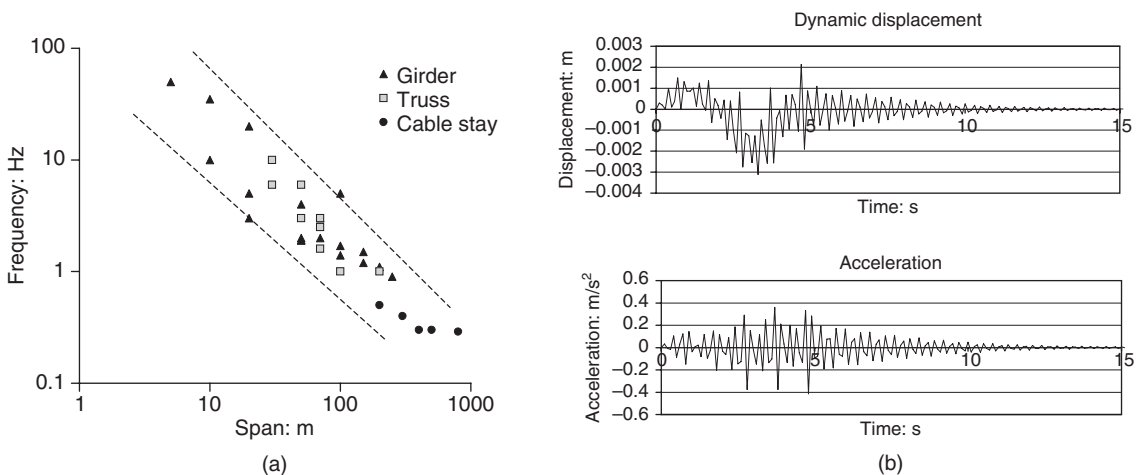 100
10
1
0.1
Frequency: Hz
Girder
Truss
Cable stay
1 10 100 1000
Span: m
(a)
Dynamic displacement
0.003
0.002
0.001
0
−0.001
−0.002
−0.003
−0.004
Displacement: m
0 5 10 15
Time: s
Acceleration
0.6
0.4
0.2
0
−0.2
−0.4
−0.6
Acceleration: m/s²
0 5 10 15
Time: s
(b)